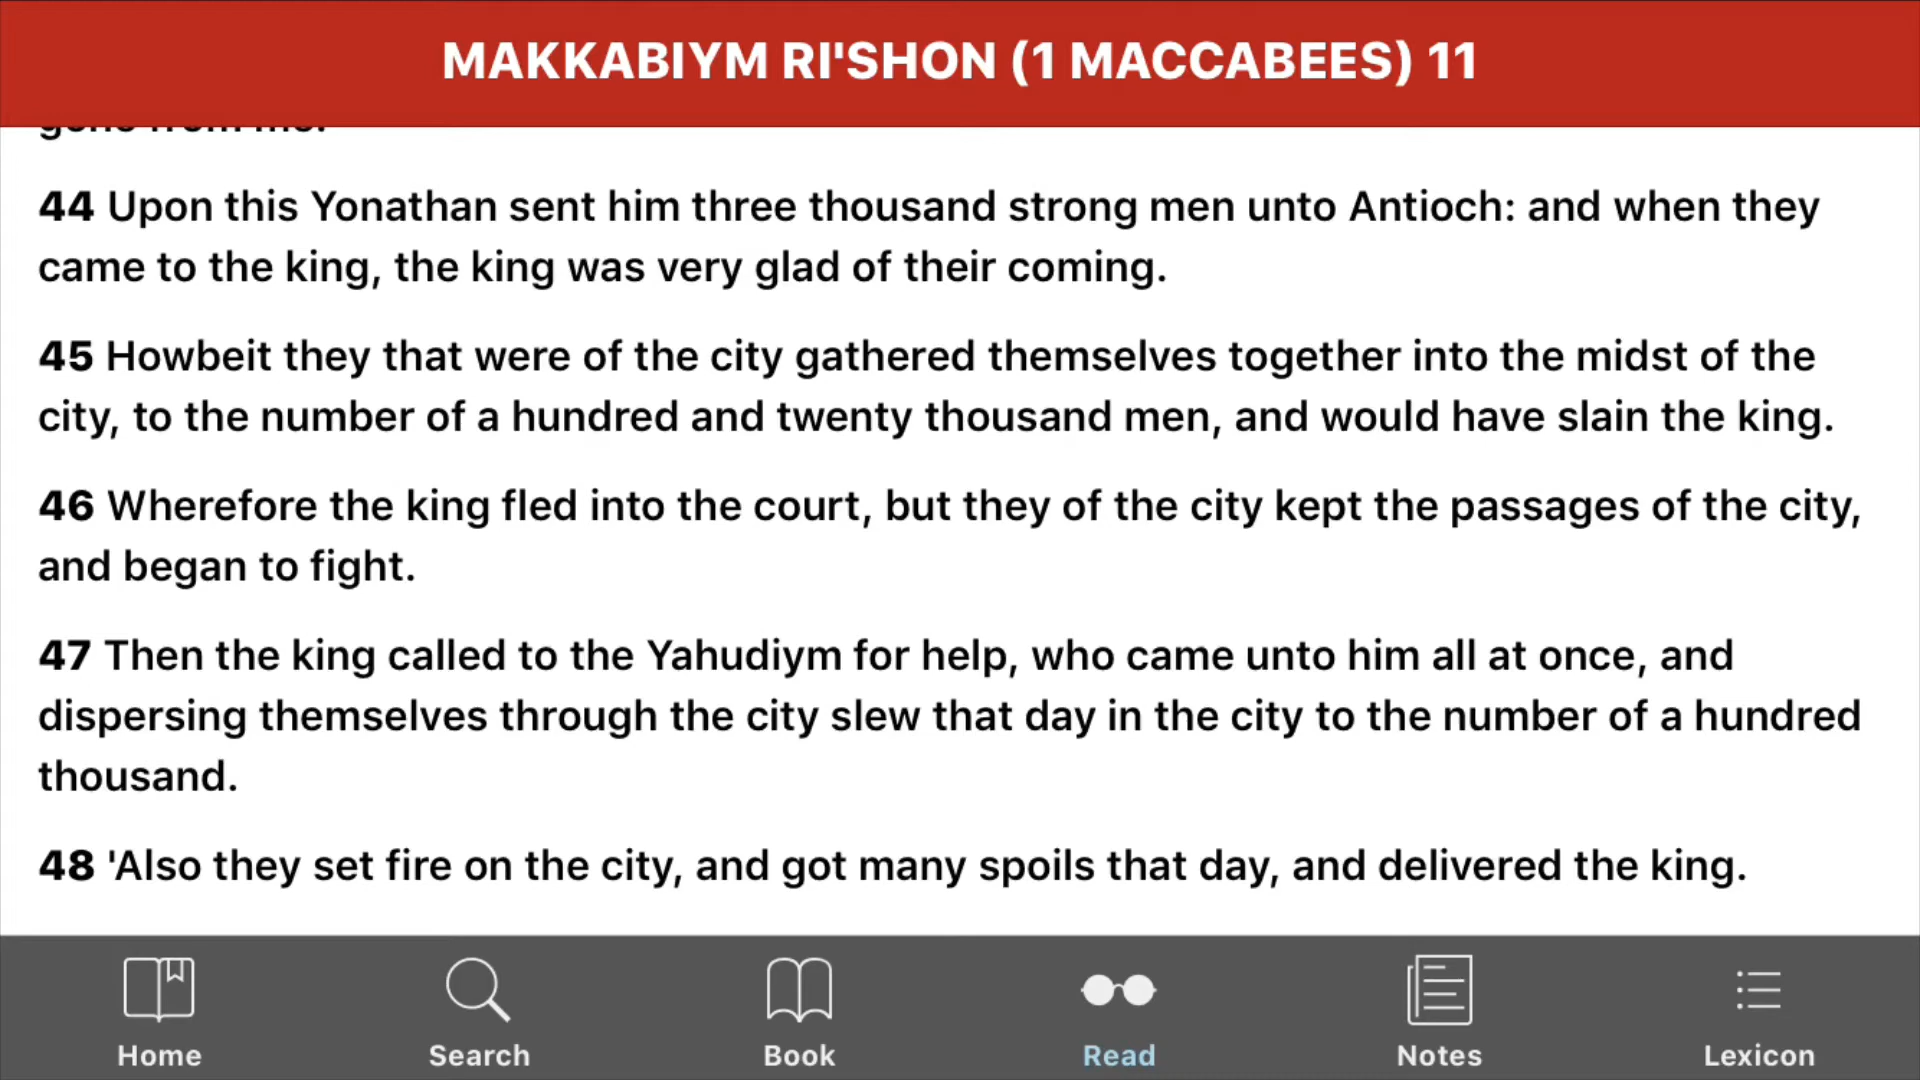 MAKKABIYM RI'SHON (1 MACCABEES) 11
gone from me.
44 Upon this Yonathan sent him three thousand strong men unto Antioch: and when they
came to the king, the king was very glad of their coming.
45 Howbeit they that were of the city gathered themselves together into the midst of the
city, to the number of a hundred and twenty thousand men, and would have slain the king.
46 Wherefore the king fled into the court, but they of the city kept the passages of the city,
and began to fight.
47 Then the king called to the Yahudiym for help, who came unto him all at once, and
dispersing themselves through the city slew that day in the city to the number of a hundred
thousand.
48 'Also they set fire on the city, and got many spoils that day, and delivered the king.
Home Search Book Read Notes Lexicon